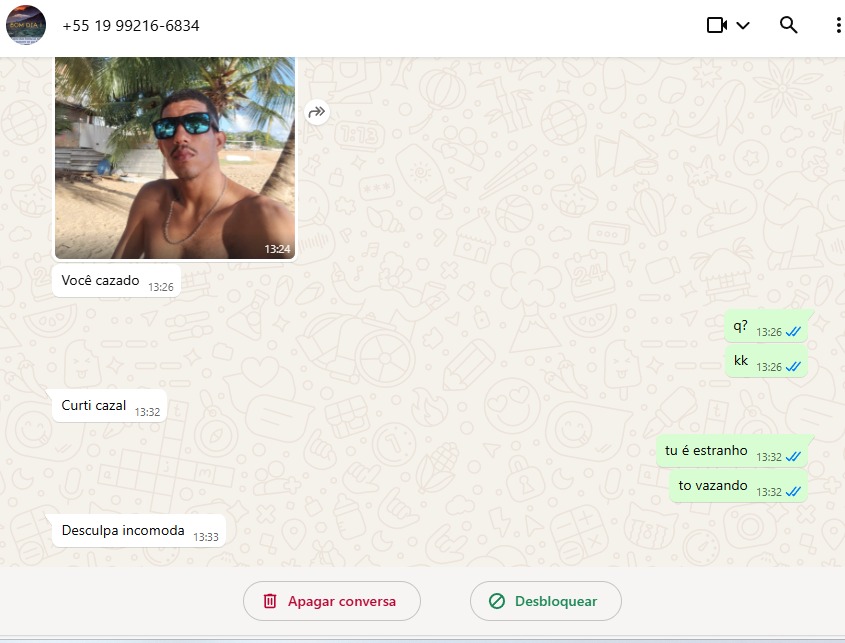 BOM DIA !
+55 19 99216-6834
13:24
Você cazado 13:26
q? 13:26
kk 13:26
Curti cazal 13:32
tu é estranho 13:32
to vazando 13:32
Desculpa incomoda 13:33
Apagar conversa
Desbloquear